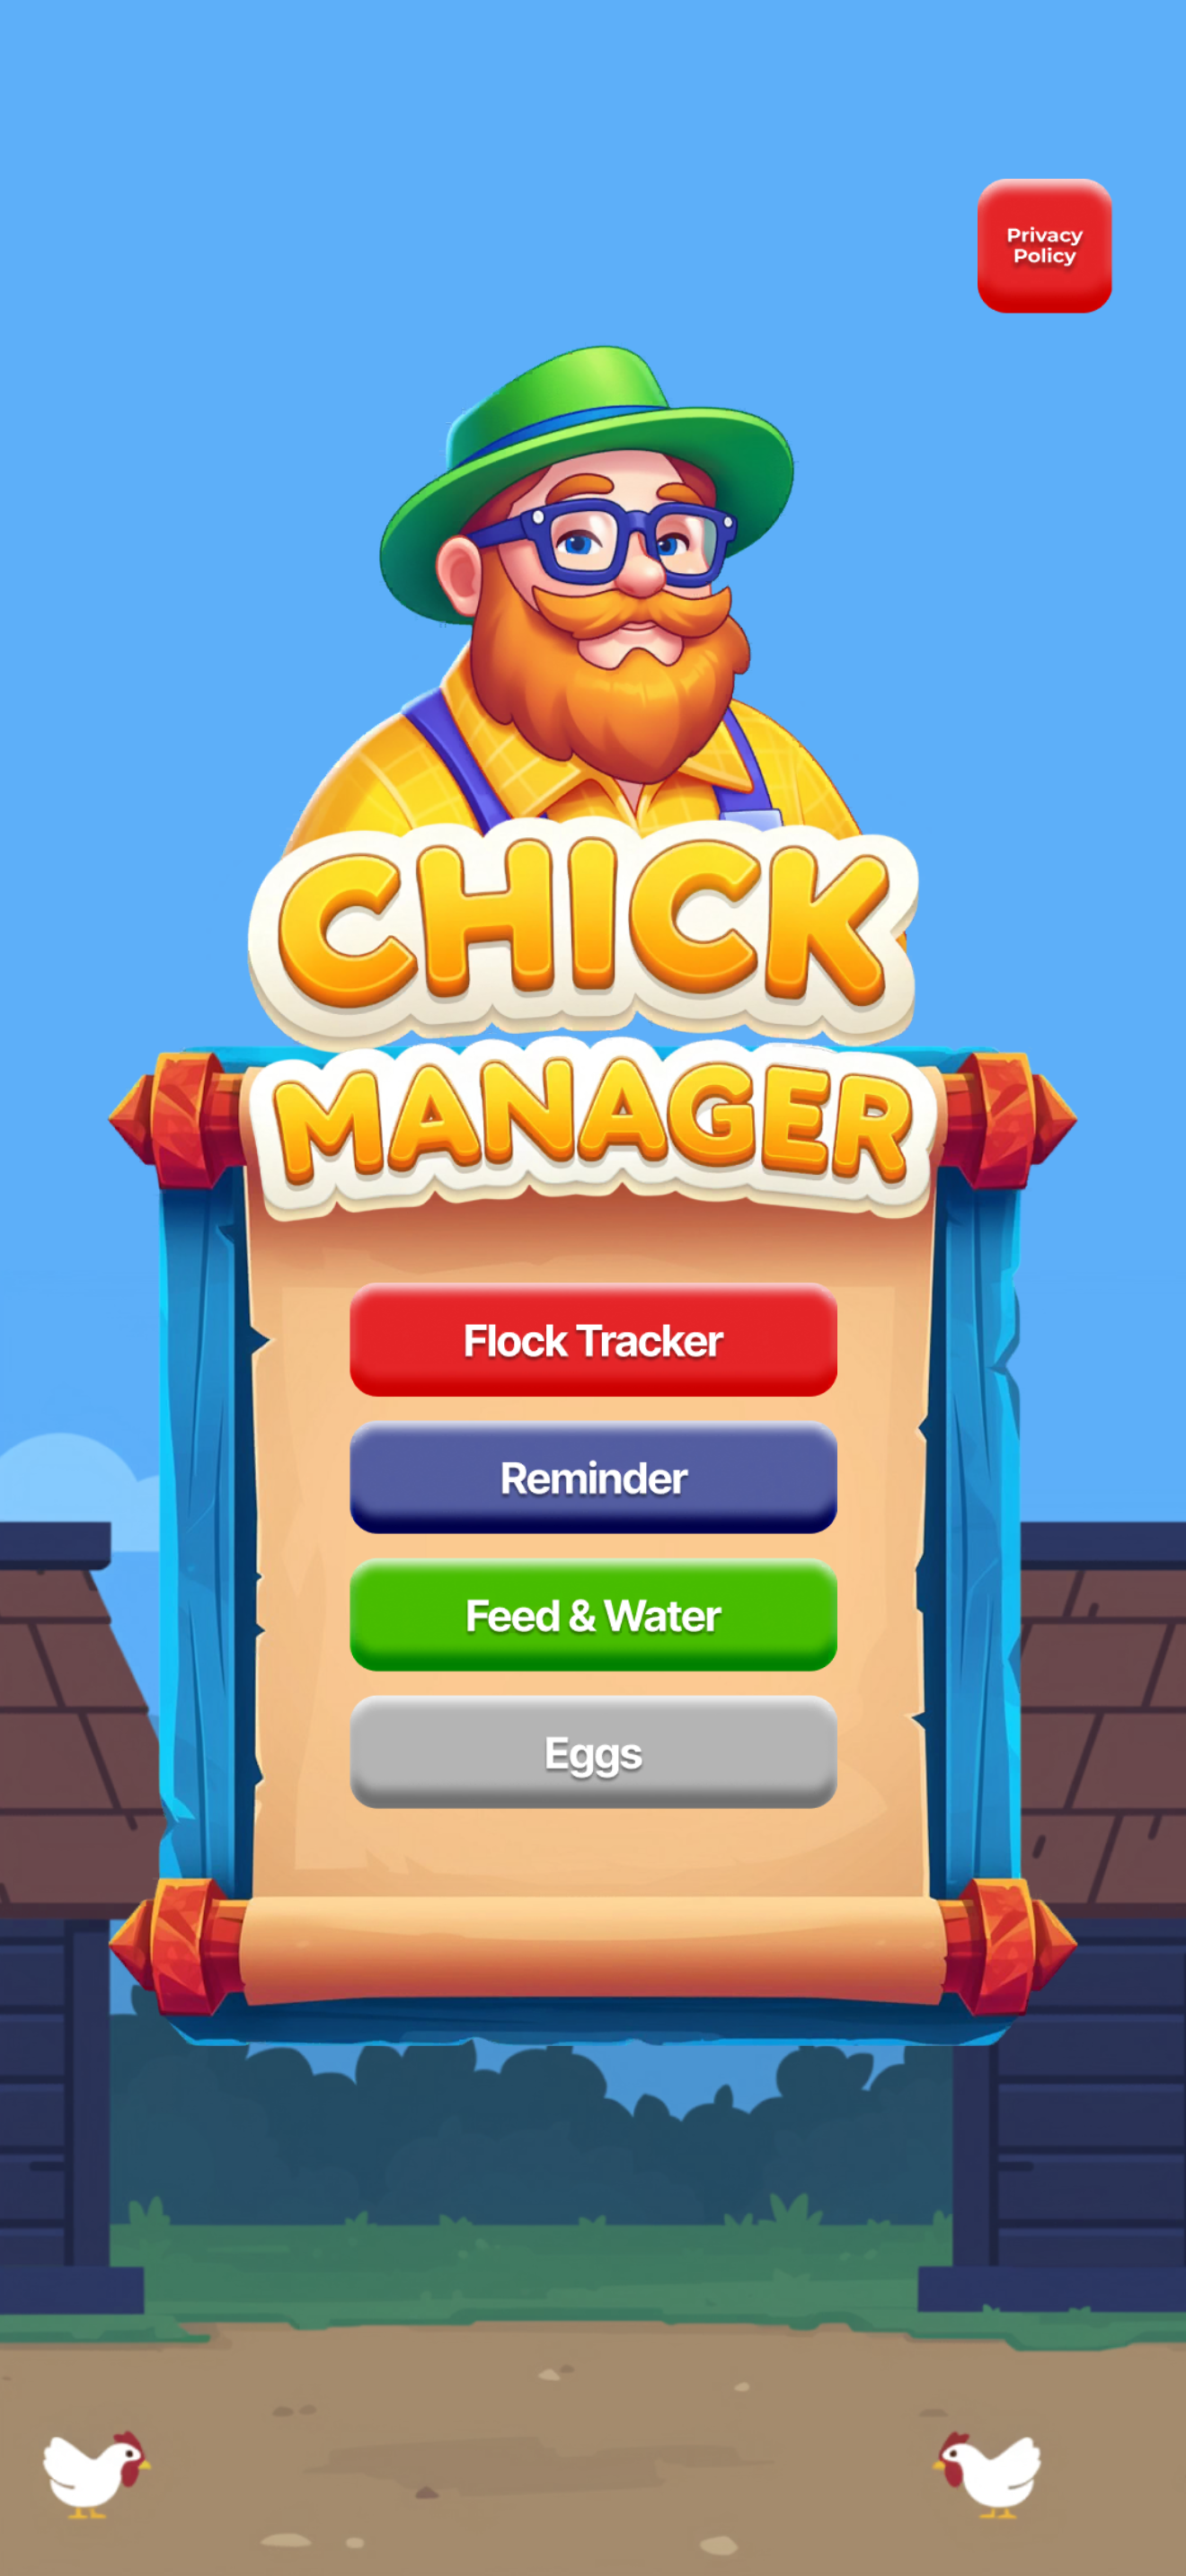 Privacy
Policy
CHICK
MANAGER
Flock Tracker
Reminder
Feed & Water
Eggs